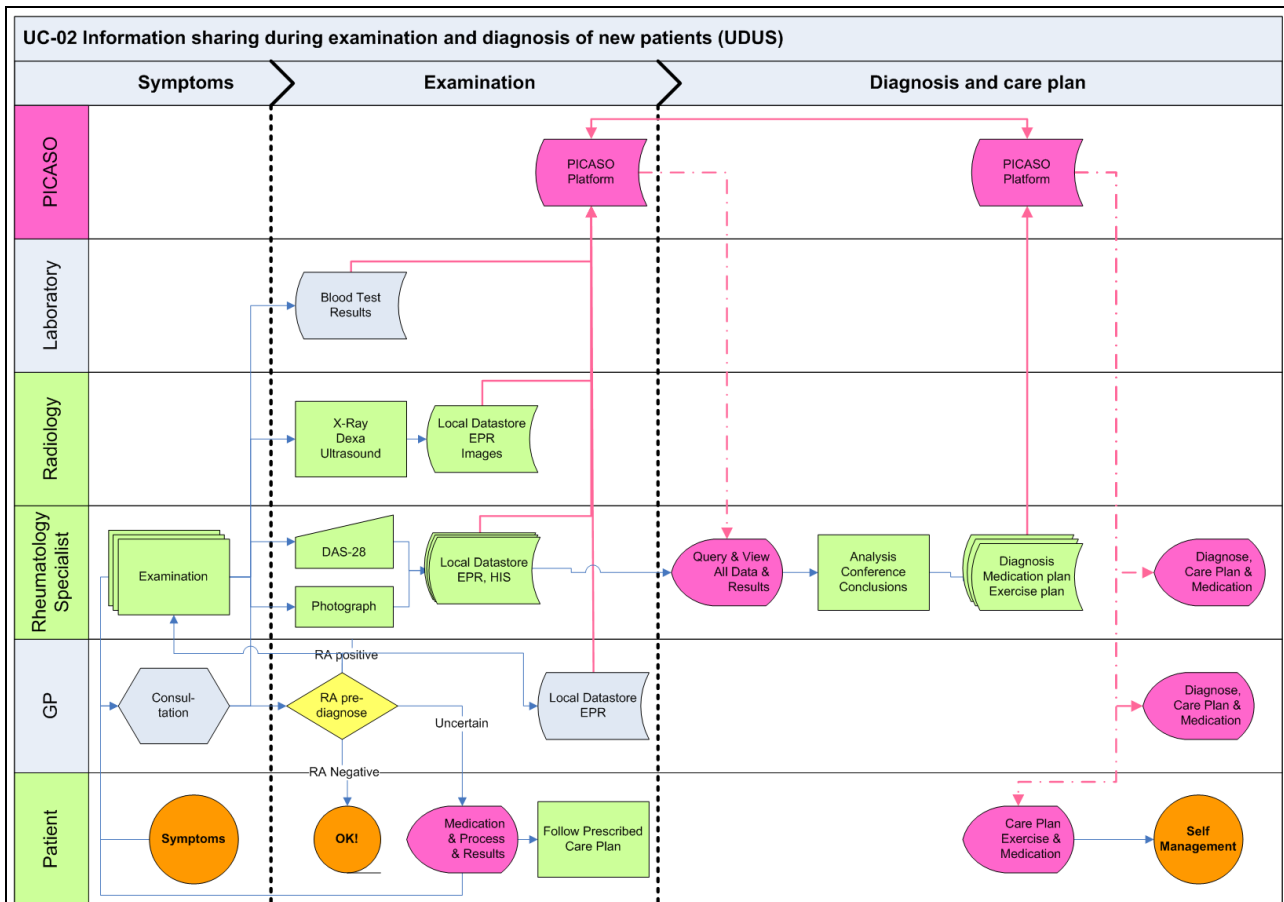 UC-02 Information sharing during examination and diagnosis of new patients (UDUS)
Symptoms
Examination
Diagnosis and care plan
PICASO
PICASO
Platform
PICASO
Platform
Laboratory
Blood Test
Results
Radiology
X-Ray
Dexa
Ultrasound
Local Datastore
EPR
Images
Rheumatology
Specialist
Examination
DAS-28
Photograph
Local Datastore
EPR, HIS
Query & View
All Data &
Results
Analysis
Conference
Conclusions
Diagnosis
Medication plan
Exercise plan
Diagnose,
Care Plan &
Medication
GP
Consul-
tation
RA positive
RA pre-
diagnose
Uncertain
RA Negative
Local Datastore
EPR
Diagnose,
Care Plan &
Medication
Patient
Symptoms
OK!
Medication
& Process
& Results
Follow Prescribed
Care Plan
Care Plan
Exercise &
Medication
Self
Management